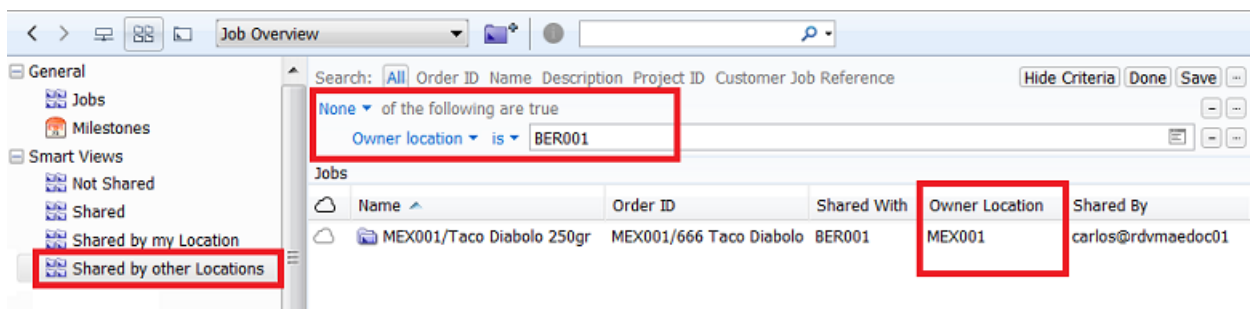 Job Overview
General
Jobs
Milestones
Smart Views
Not Shared
Shared
Shared by my Location
Shared by other Locations
Search: All Order ID Name Description Project ID Customer Job Reference Hide Criteria Done Save
None of the following are true
Owner location is BER001
Jobs
Name Order ID Shared With Owner Location Shared By
MEX001/Taco Diabolo 250gr MEX001/666 Taco Diabolo BER001 MEX001 carlos@rdvmaedoc01